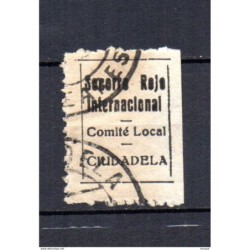 Socorro Rojo
Internacional
Comité Local
CIUDADELA